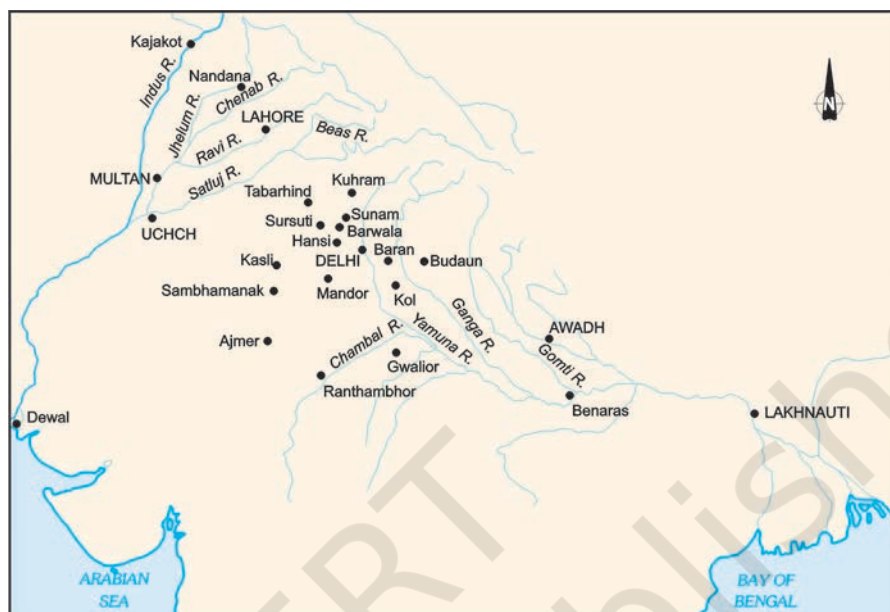 Kajakot
Indus R.
Nandana
Chenab R.
Jhelum R.
LAHORE
Ravi R.
Beas R.
N
MULTAN
Satluj R.
Kuhram
Tabarhind
Sunam
UCHCH
Sursuti
Barwala
Hansi
Baran
Kasli
DELHI
Budaun
Sambhamanak
Mandor
Kol
Ganga R.
AWADH
Ajmer
Chambal R.
Yamuna R.
Gomti R.
Gwalior
Ranthambhor
Benaras
Dewal
LAKHNAUTI
ARABIAN
SEA
BAY OF
BENGAL